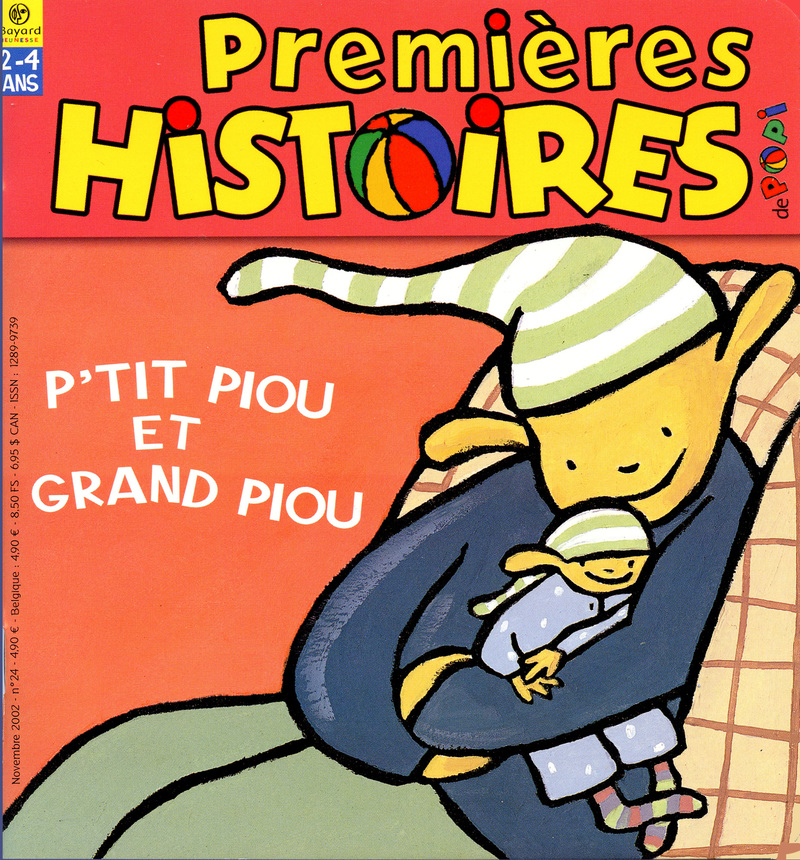 Bayard
JEUNESSE
2-4
ANS
Premières
HiSTOiRES
de POPi
P'TIT PIOU
ET
GRAND PIOU
Novembre 2002 - n° 24 - 4,90 € - Belgique : 4,90 € - 8,50 FS - 6,95 $ CAN - ISSN : 1289-9739